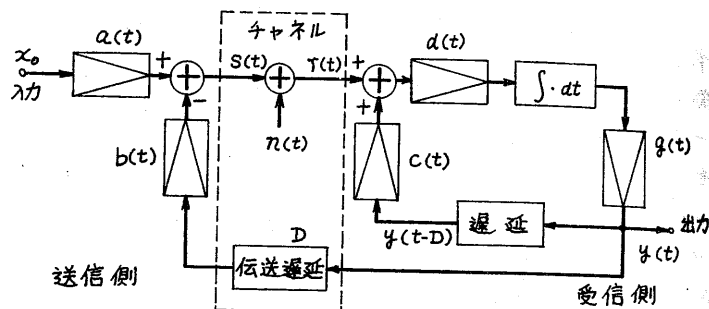 チャネル
a(t)
x₀
入力
+
−
s(t)
r(t)
n(t)
+
+
d(t)
∫·dt
g(t)
b(t)
c(t)
y(t-D)
遅延
出力
y(t)
D
伝送遅延
送信側
受信側